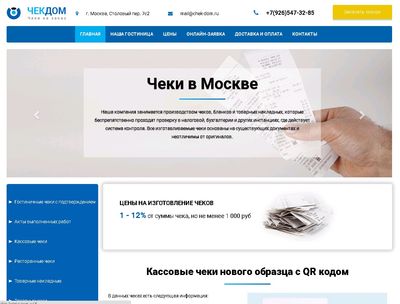 ЧЕКДОМ
Чеки на заказ
г. Москва, Столовый пер. 7с2
mail@chek-dom.ru
+7(926)547-32-85
Заказать звонок
ГЛАВНАЯ НАША ГОСТИНИЦА ЦЕНЫ ОНЛАЙН-ЗАЯВКА ДОСТАВКА И ОПЛАТА КОНТАКТЫ
Чеки в Москве
Наша компания занимается производством чеков, бланков и товарных накладных, которые
беспрепятственно проходят проверку в налоговой, бухгалтерии и других инстанциях, где действует
система контроля. Все изготавливаемые чеки основаны на существующих документах и
неотличимы от оригиналов.
Гостиничные чеки с подтверждением
Акты выполненных работ
Кассовые чеки
Ресторанные чеки
Товарные накладные
ЦЕНЫ НА ИЗГОТОВЛЕНИЕ ЧЕКОВ
1 - 12% от суммы чека, но не менее 1 000 руб
Кассовые чеки нового образца с QR кодом
В данных чеках есть следующая информация: